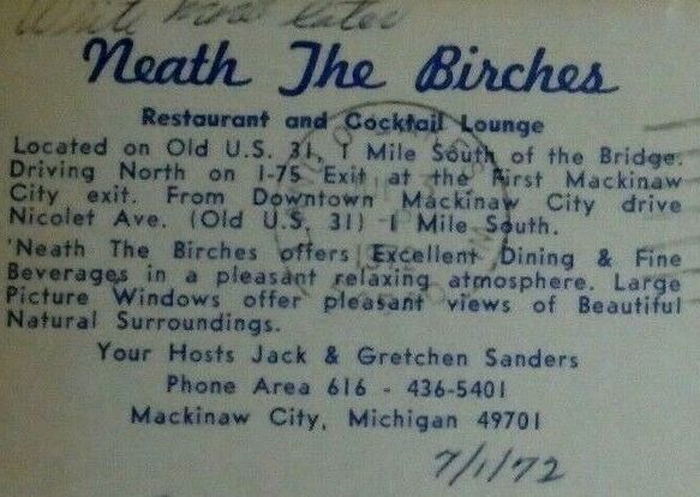 Write more later
Neath The Birches
Restaurant and Cocktail Lounge
Located on Old U.S. 31, 1 Mile South of the Bridge.
Driving North on I-75 Exit at the First Mackinaw
City exit. From Downtown Mackinaw City drive
Nicolet Ave. (Old U.S. 31) 1 Mile South.
'Neath The Birches offers Excellent Dining & Fine
Beverages in a pleasant relaxing atmosphere. Large
Picture Windows offer pleasant views of Beautiful
Natural Surroundings.
Your Hosts Jack & Gretchen Sanders
Phone Area 616 - 436-5401
Mackinaw City, Michigan 49701
7/1/72